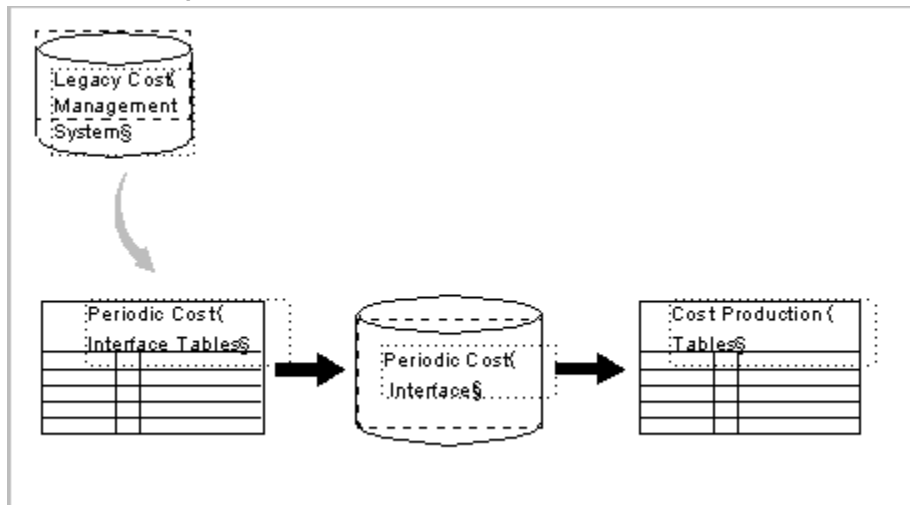 Legacy Cost(
Management
System§
Periodic Cost(
Interface Tables§
Periodic Cost(
Interface§
Cost Production (
Tables§